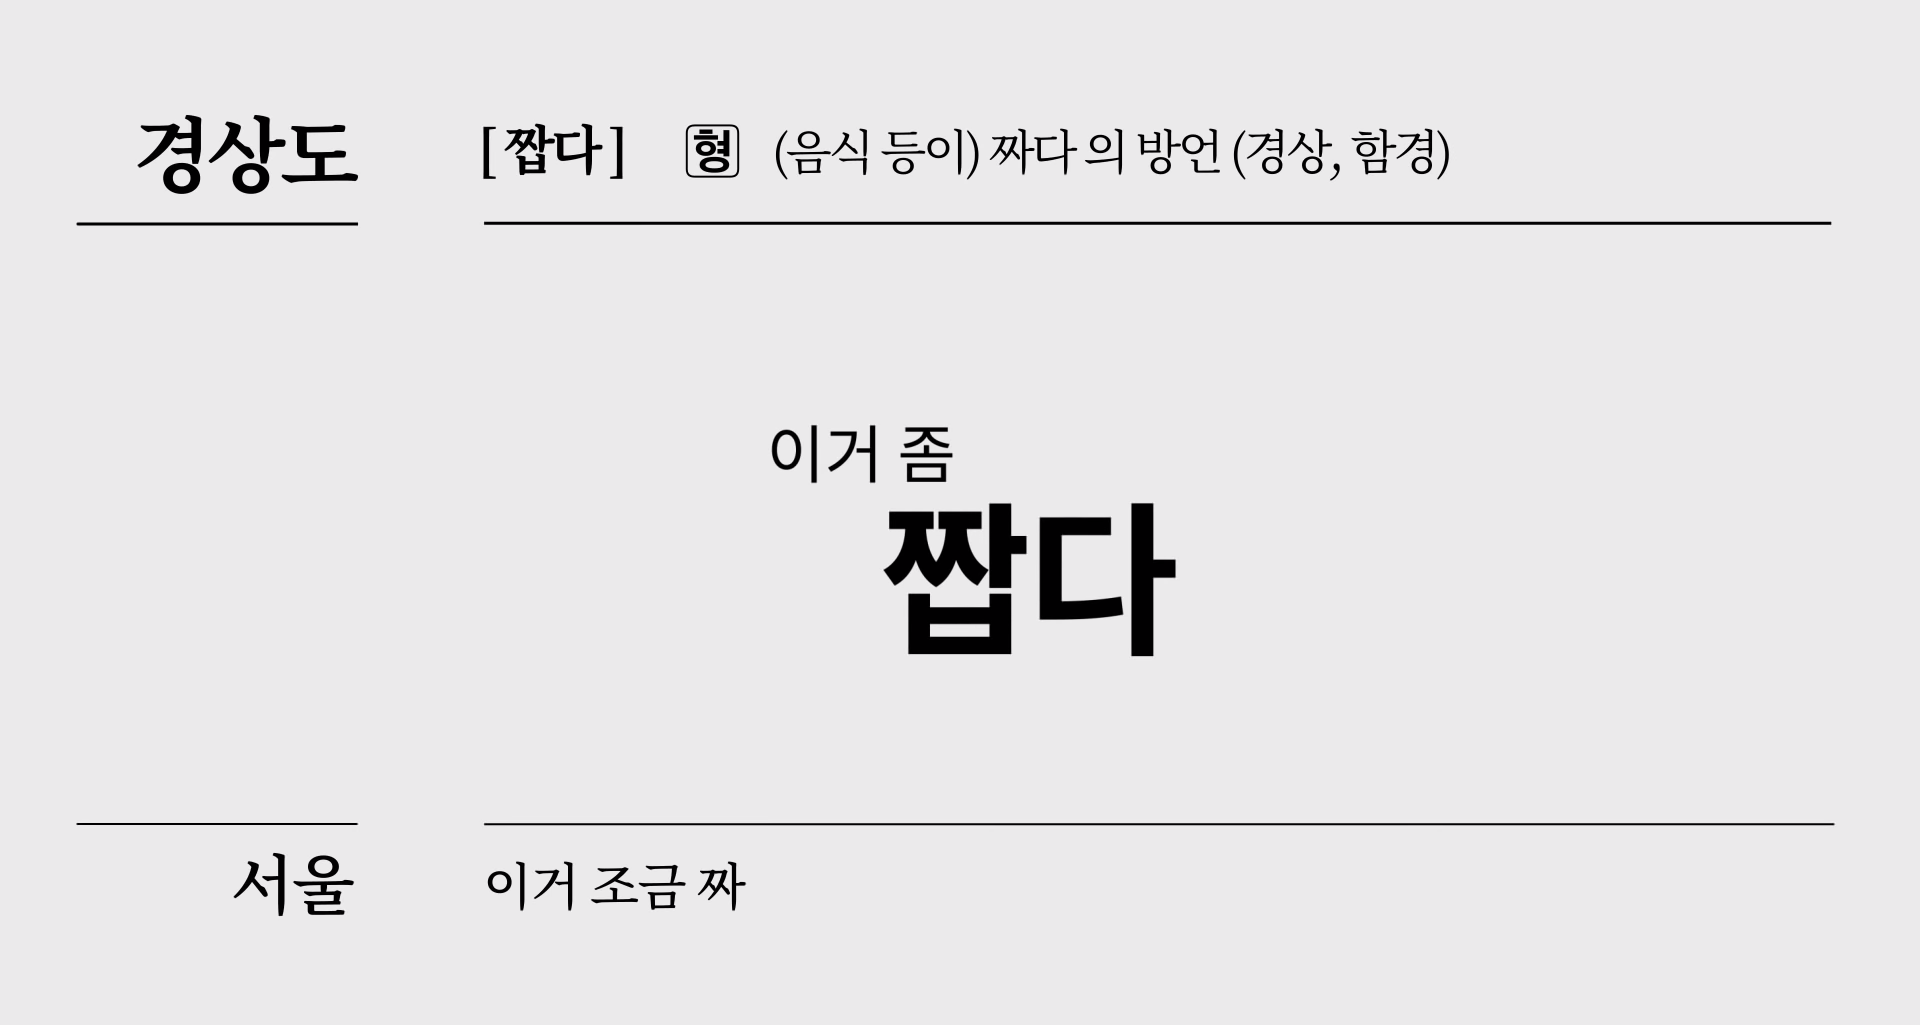 경상도 [짭다] 형 (음식 등이) 짜다 의 방언 (경상, 함경)
이거 좀
짭다
서울 이거 조금 짜